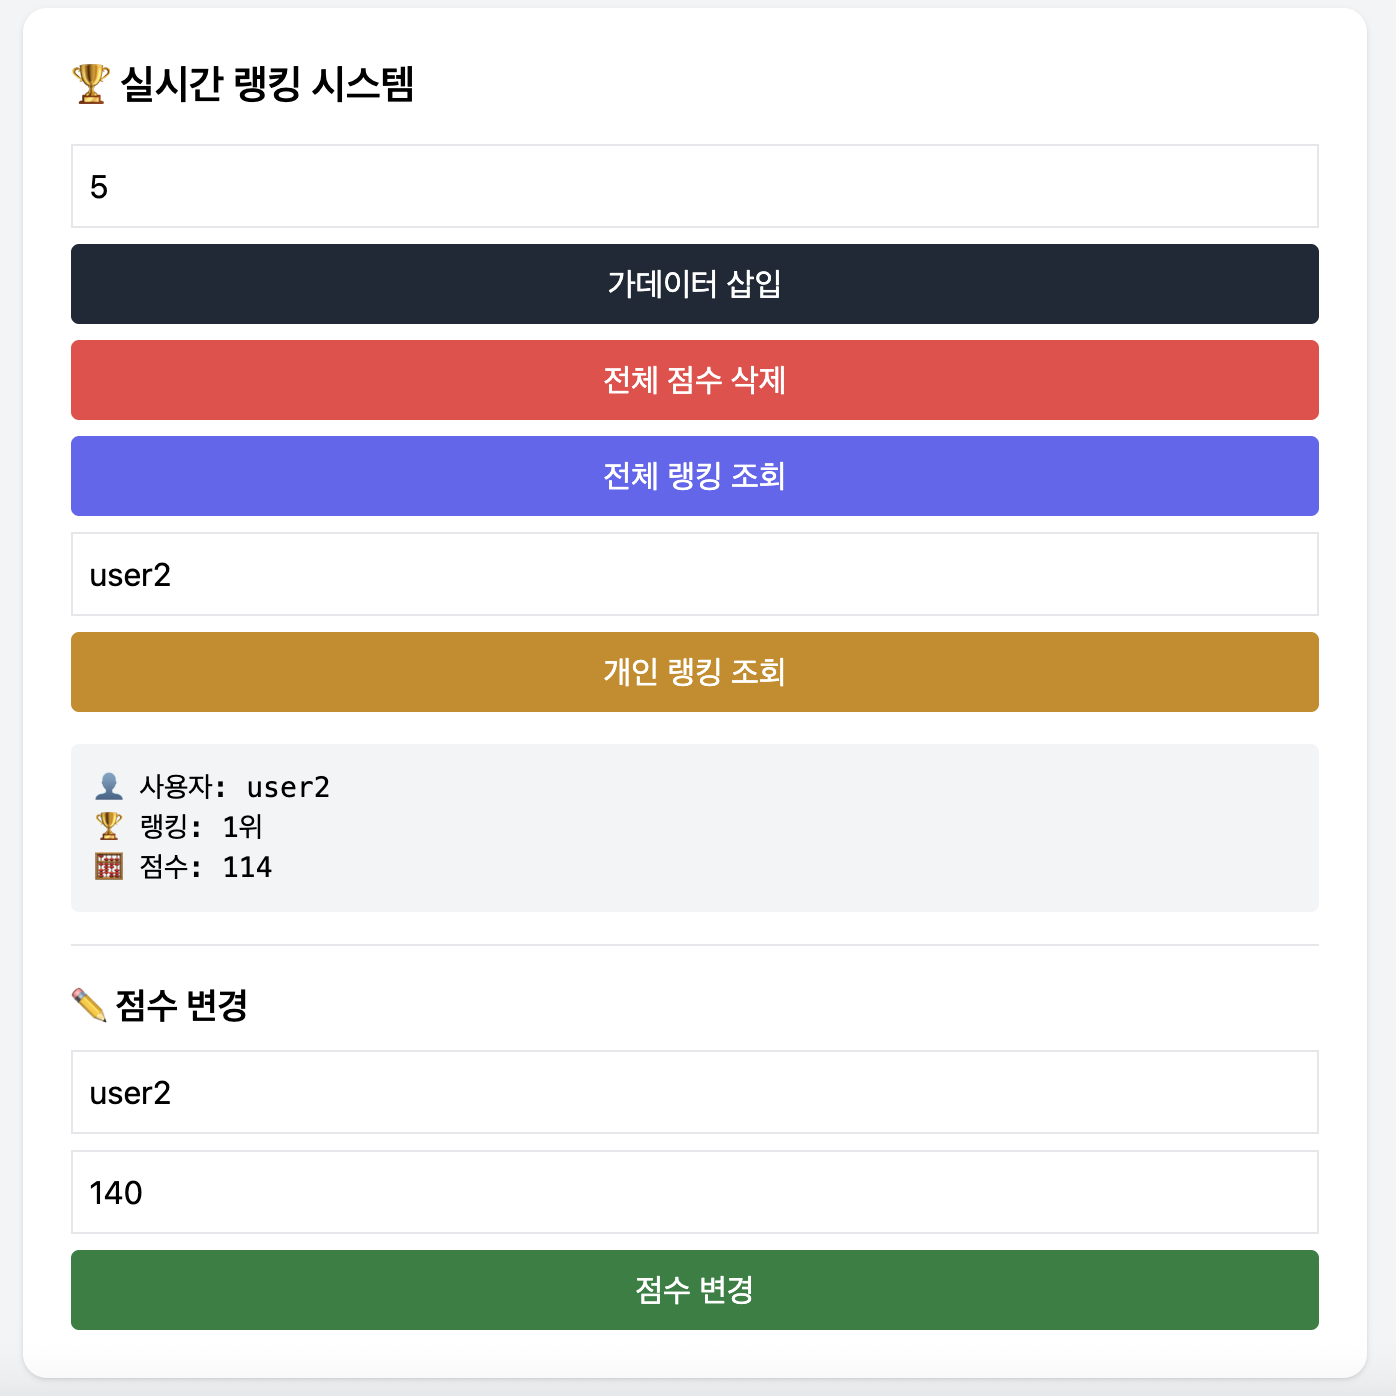 🏆 실시간 랭킹 시스템
5
가데이터 삽입
전체 점수 삭제
전체 랭킹 조회
user2
개인 랭킹 조회
👤 사용자: user2
🏆 랭킹: 1위
🧮 점수: 114
✏️ 점수 변경
user2
140
점수 변경